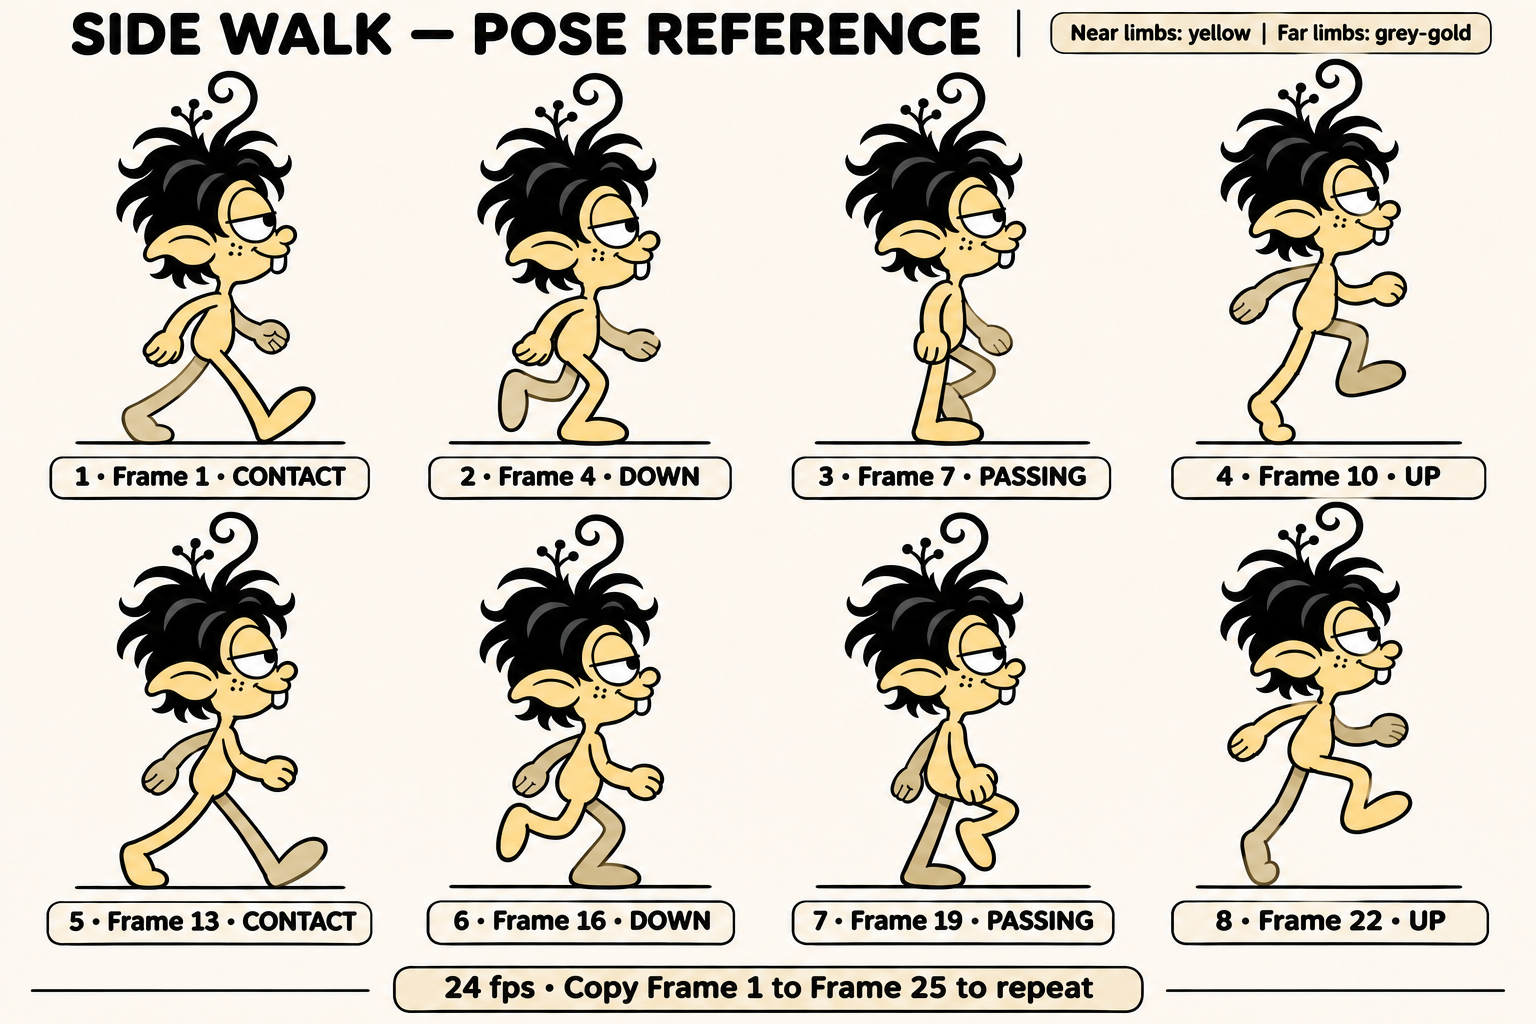 SIDE WALK — POSE REFERENCE
Near limbs: yellow | Far limbs: grey-gold
1 • Frame 1 • CONTACT
2 • Frame 4 • DOWN
3 • Frame 7 • PASSING
4 • Frame 10 • UP
5 • Frame 13 • CONTACT
6 • Frame 16 • DOWN
7 • Frame 19 • PASSING
8 • Frame 22 • UP
24 fps • Copy Frame 1 to Frame 25 to repeat